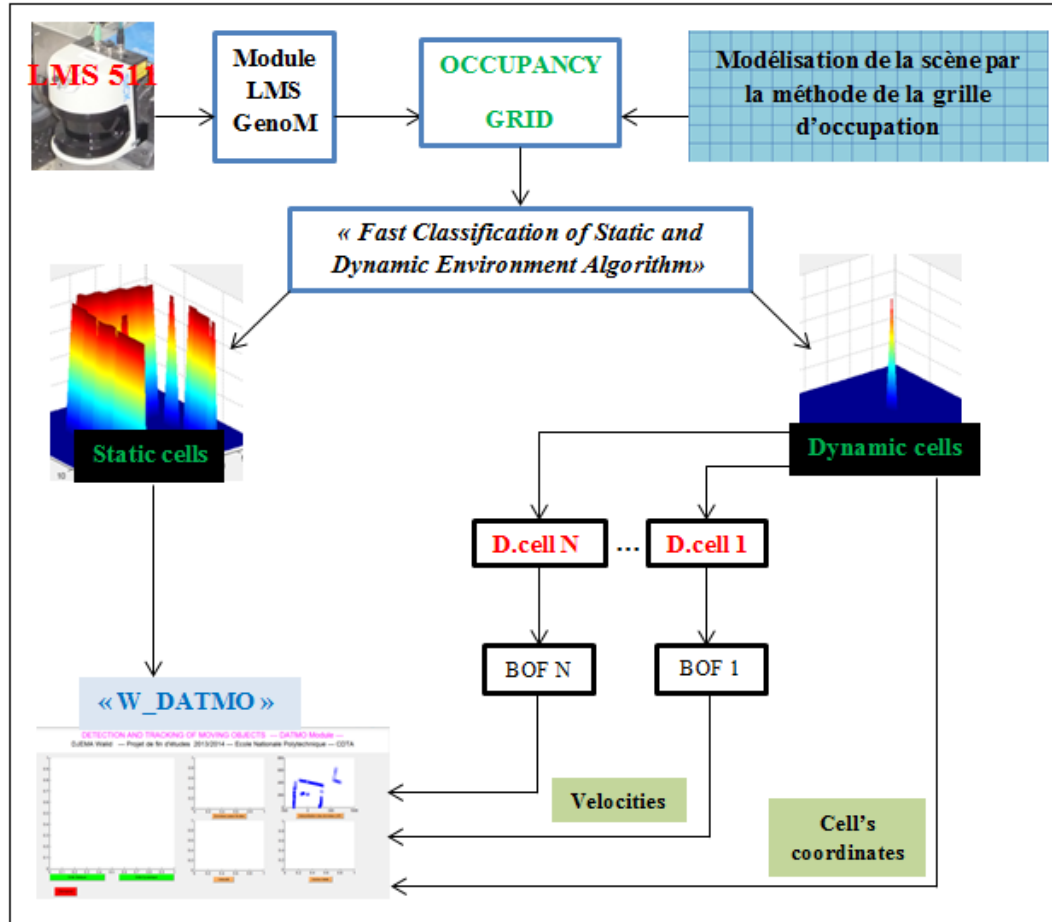 LMS 511
Module
LMS
GenoM
OCCUPANCY
GRID
Modélisation de la scène par
la méthode de la grille
d'occupation
« Fast Classification of Static and
Dynamic Environment Algorithm»
Static cells
Dynamic cells
D.cell N
...
D.cell 1
BOF N
BOF 1
« W_DATMO »
DETECTION AND TRACKING OF MOVING OBJECTS: --- DATMO Module ---
DJEMA Walid --- Projet de fin d'études 2013/2014 --- Ecole Nationale Polytechnique --- CDTA
Velocities
Cell's
coordinates